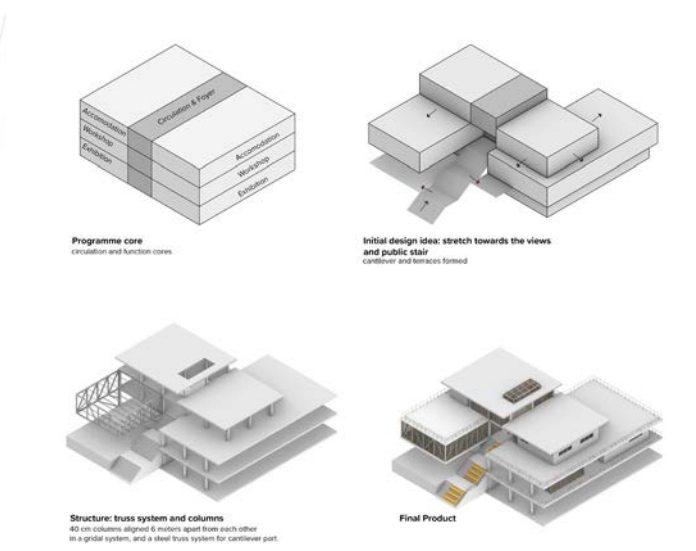 Circulation & Foyer
Accomodation
Workshop
Exhibition
Accomodation
Workshop
Exhibition
Programme core
circulation and function cores
Initial design idea: stretch towards the views
and public stair
cantilever and terraces formed
Structure: truss system and columns
40 cm columns aligned 6 meters apart from each other
in a gridal system, and a steel truss system for cantilever part
Final Product